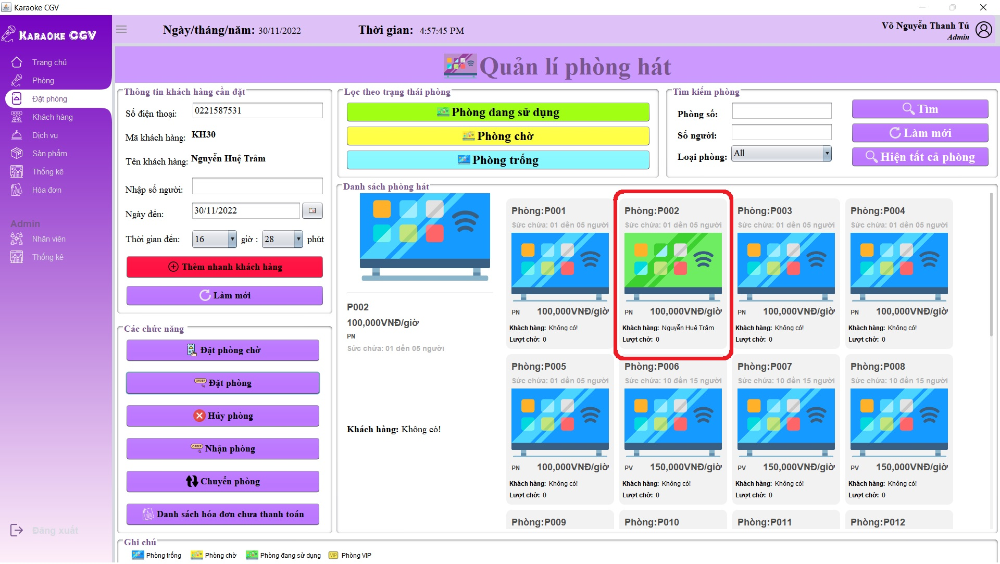 Karaoke CGV
KARAOKE CGV
Ngày/tháng/năm: 30/11/2022
Thời gian: 4:57:45 PM
Võ Nguyễn Thanh Tú
Admin
Trang chủ
Phòng
Đặt phòng
Khách hàng
Dịch vụ
Sản phẩm
Thống kê
Hóa đơn
Admin
Nhân viên
Thống kê
Đăng xuất
Quản lí phòng hát
Thông tin khách hàng cần đặt
Số điện thoại: 0221587531
Mã khách hàng: KH30
Tên khách hàng: Nguyễn Huệ Trâm
Nhập số người:
Ngày đến: 30/11/2022
Thời gian đến: 16 giờ : 28 phút
Thêm nhanh khách hàng
Làm mới
Các chức năng
Đặt phòng chờ
Đặt phòng
Hủy phòng
Nhận phòng
Chuyển phòng
Danh sách hóa đơn chưa thanh toán
Lọc theo trạng thái phòng
Phòng đang sử dụng
Phòng chờ
Phòng trống
Tìm kiếm phòng
Phòng số:
Số người:
Loại phòng: All
Tìm
Làm mới
Hiện tất cả phòng
Danh sách phòng hát
P002
100,000VNĐ/giờ
PN
Sức chứa: 01 đến 05 người
Khách hàng: Không có!
Phòng:P001
Sức chứa: 01 đến 05 người
PN 100,000VNĐ/giờ
Khách hàng: Không có!
Lượt chờ: 0
Phòng:P002
Sức chứa: 01 đến 05 người
PN 100,000VNĐ/giờ
Khách hàng: Nguyễn Huệ Trâm
Lượt chờ: 0
Phòng:P003
Sức chứa: 01 đến 05 người
PN 100,000VNĐ/giờ
Khách hàng: Không có!
Lượt chờ: 0
Phòng:P004
Sức chứa: 01 đến 05 người
PN 100,000VNĐ/giờ
Khách hàng: Không có!
Lượt chờ: 0
Phòng:P005
Sức chứa: 01 đến 05 người
PN 100,000VNĐ/giờ
Khách hàng: Không có!
Lượt chờ: 0
Phòng:P006
Sức chứa: 10 đến 15 người
PV 150,000VNĐ/giờ
Khách hàng: Không có!
Lượt chờ: 0
Phòng:P007
Sức chứa: 10 đến 15 người
PV 150,000VNĐ/giờ
Khách hàng: Không có!
Lượt chờ: 0
Phòng:P008
Sức chứa: 10 đến 15 người
PV 150,000VNĐ/giờ
Khách hàng: Không có!
Lượt chờ: 0
Phòng:P009
Phòng:P010
Phòng:P011
Phòng:P012
Ghi chú
Phòng trống
Phòng chờ
Phòng đang sử dụng
VIP Phòng VIP